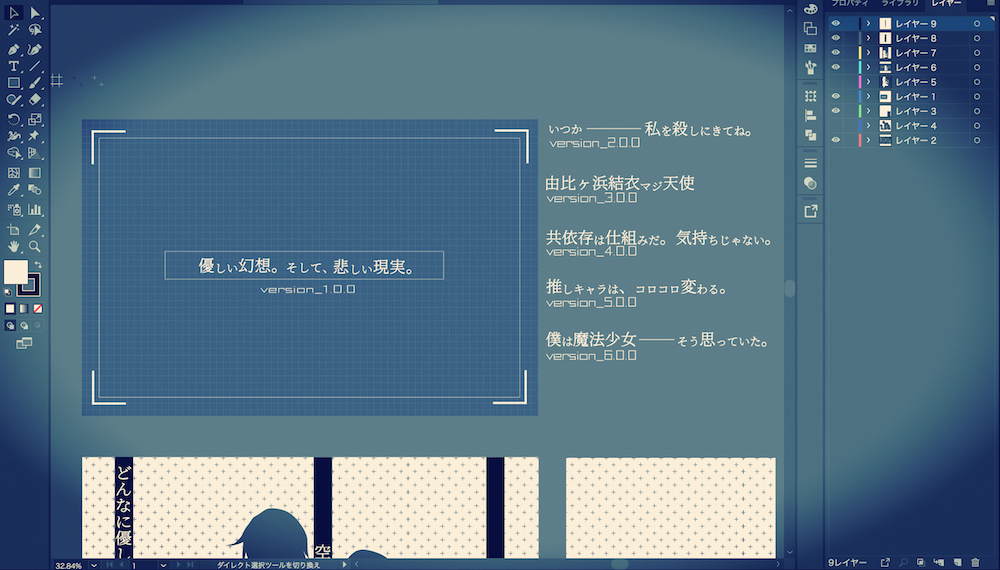 プロパティ ライブラリ レイヤー
レイヤー 9
レイヤー 8
レイヤー 7
レイヤー 6
レイヤー 5
レイヤー 1
レイヤー 3
レイヤー 4
レイヤー 2
優しい幻想。そして、悲しい現実。
version_1.0.0
いつか ――― 私を殺しにきてね。
version_2.0.0
由比ヶ浜結衣マジ天使
version_3.0.0
共依存は仕組みだ。 気持ちじゃない。
version_4.0.0
推しキャラは、コロコロ変わる。
version_5.0.0
僕は魔法少女 ―― そう思っていた。
version_6.0.0
どんなに優し
空
32.84%
1
ダイレクト選択ツールを切り換え
9レイヤー